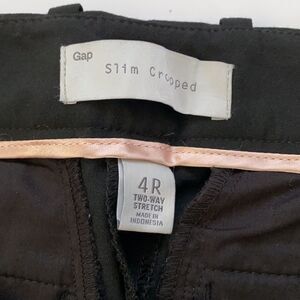 Gap
Slim Cropped
4R
TWO-WAY
STRETCH
MADE IN
INDONESIA